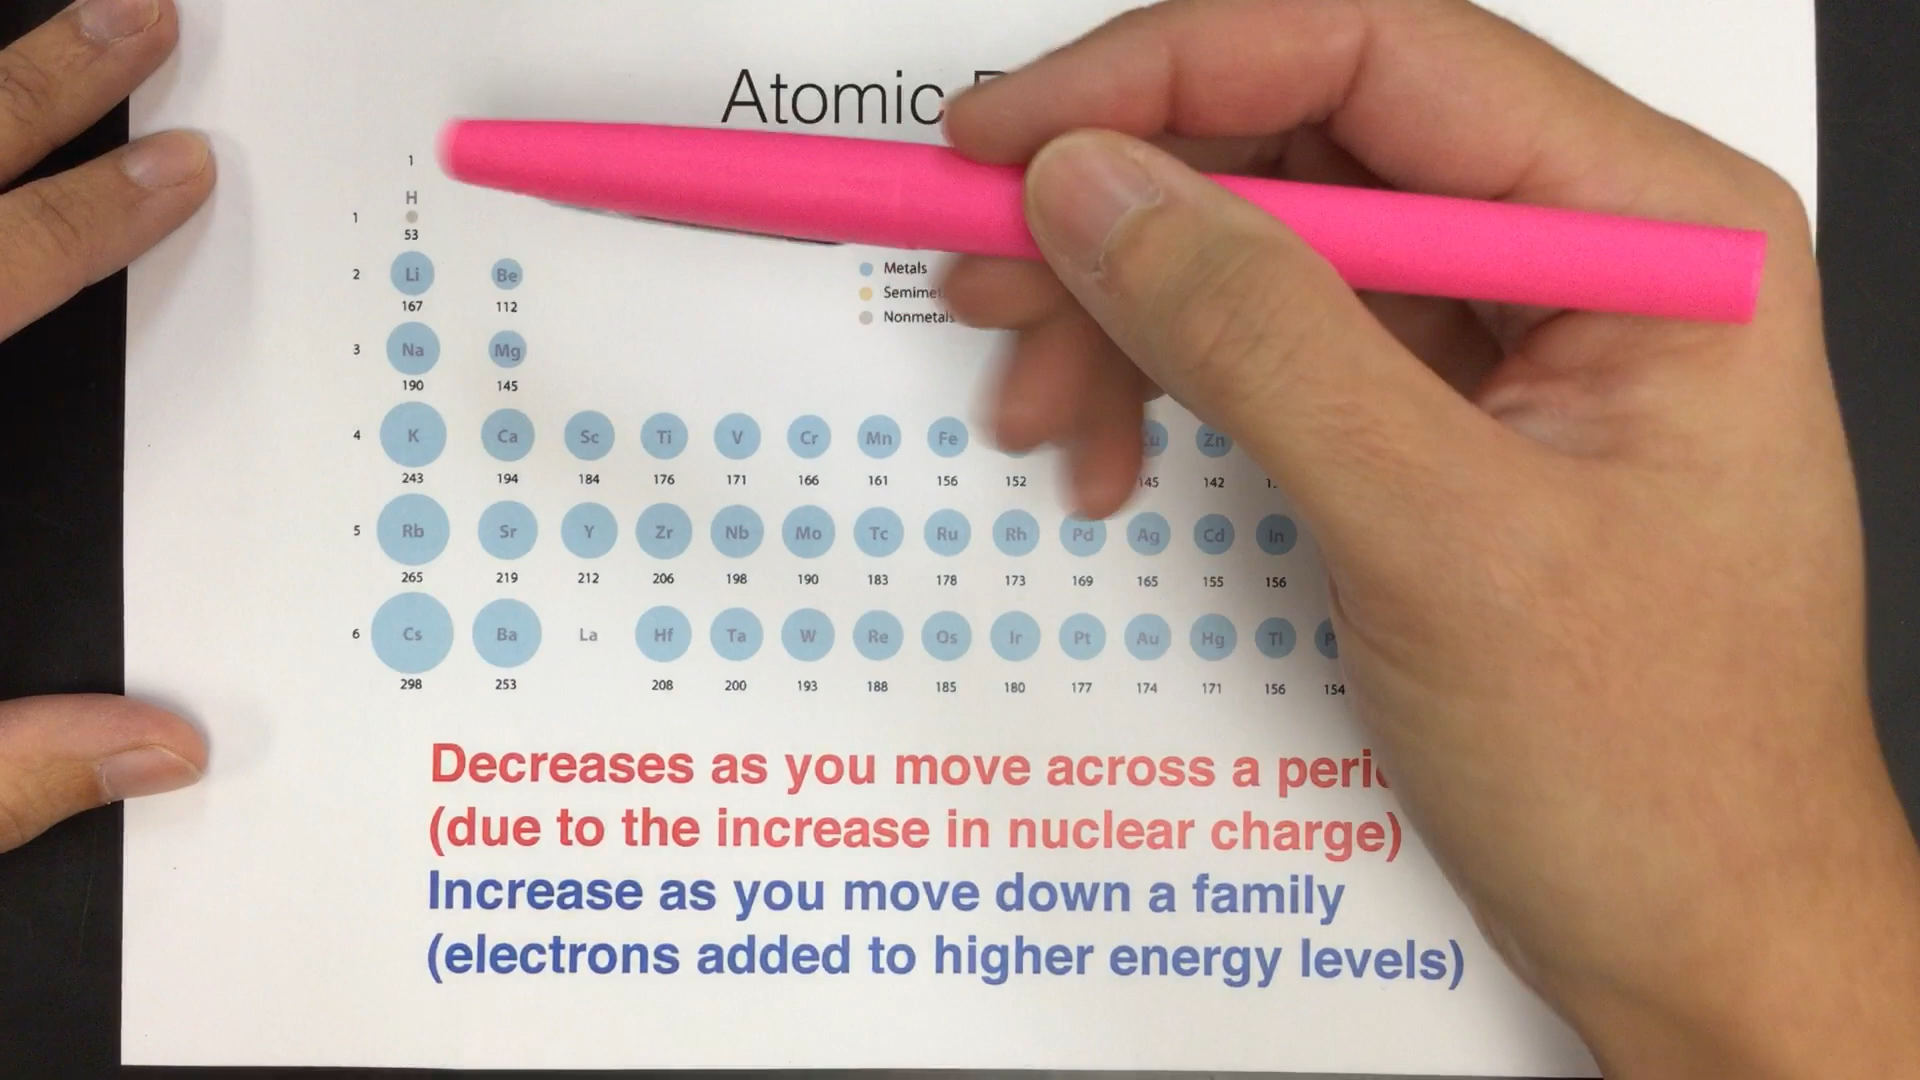 Atomic
1
H
1
53
2 Li Be
Metals
167 112
Nonmetals
3 Na Mg
190 145
4 K Ca Sc Ti V Cr Mn Fe Zn
243 194 184 176 171 166 161 156 152 145 142
5 Rb Sr Y Zr Nb Mo Tc Ru Rh Pd Ag Cd In
265 219 212 206 198 190 183 178 173 169 165 155 156
6 Cs Ba La Hf Ta W Re Os Ir Pt Au Hg Tl
298 253 208 200 193 188 185 180 177 174 171 156 154
Decreases as you move across a
(due to the increase in nuclear charge)
Increase as you move down a family
(electrons added to higher energy levels)